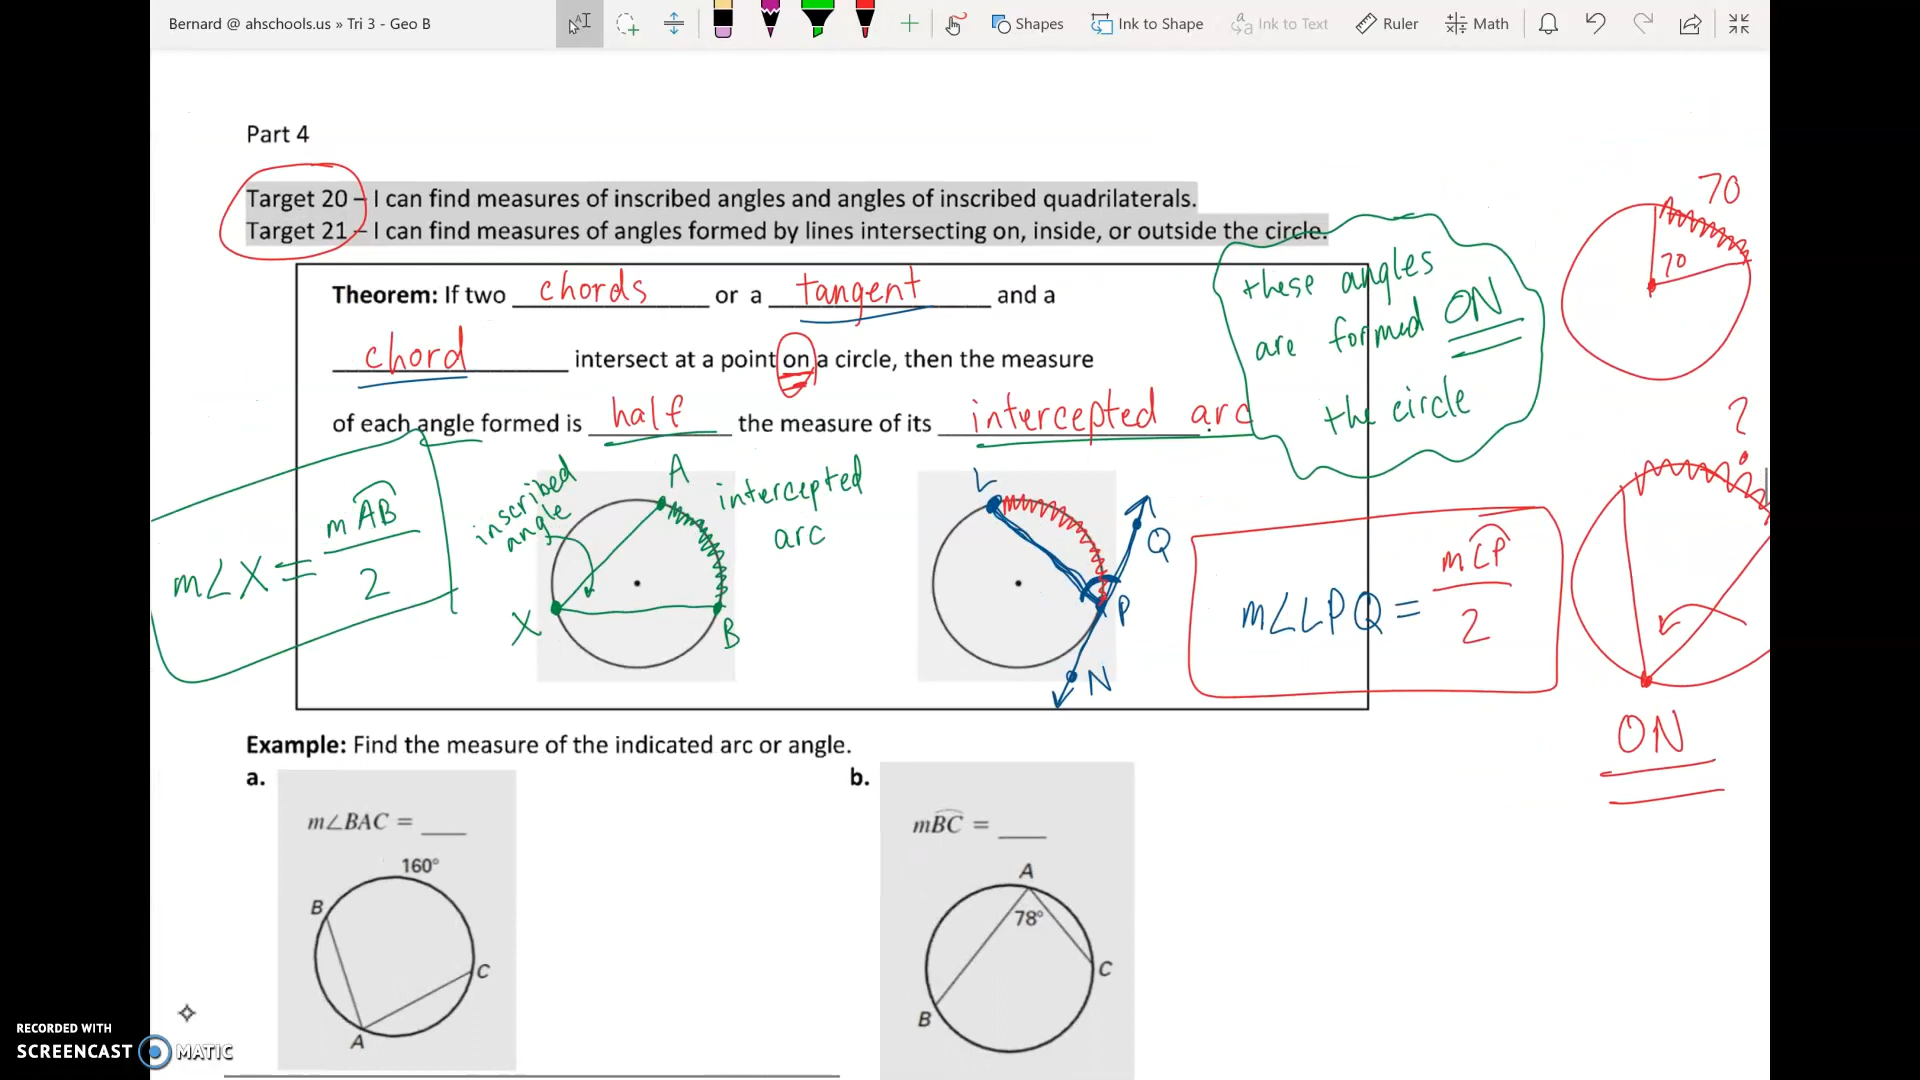 Bernard @ ahschools.us » Tri 3 - Geo B
Shapes
Ink to Shape
Ink to Text
Ruler
Math
Part 4
Target 20 – I can find measures of inscribed angles and angles of inscribed quadrilaterals.
Target 21 – I can find measures of angles formed by lines intersecting on, inside, or outside the circle.
Theorem: If two chords or a tangent and a
chord intersect at a point on a circle, then the measure
of each angle formed is half the measure of its intercepted arc.
these angles
are formed ON
the circle
70
70
?
ON
m∠X = mAB / 2
inscribed
angle
A
intercepted
arc
X
B
L
Q
P
N
m∠LPQ = mLP / 2
Example: Find the measure of the indicated arc or angle.
a.
m∠BAC = ____
160°
B
C
A
b.
mBC = ____
A
78°
C
B
RECORDED WITH
SCREENCAST MATIC